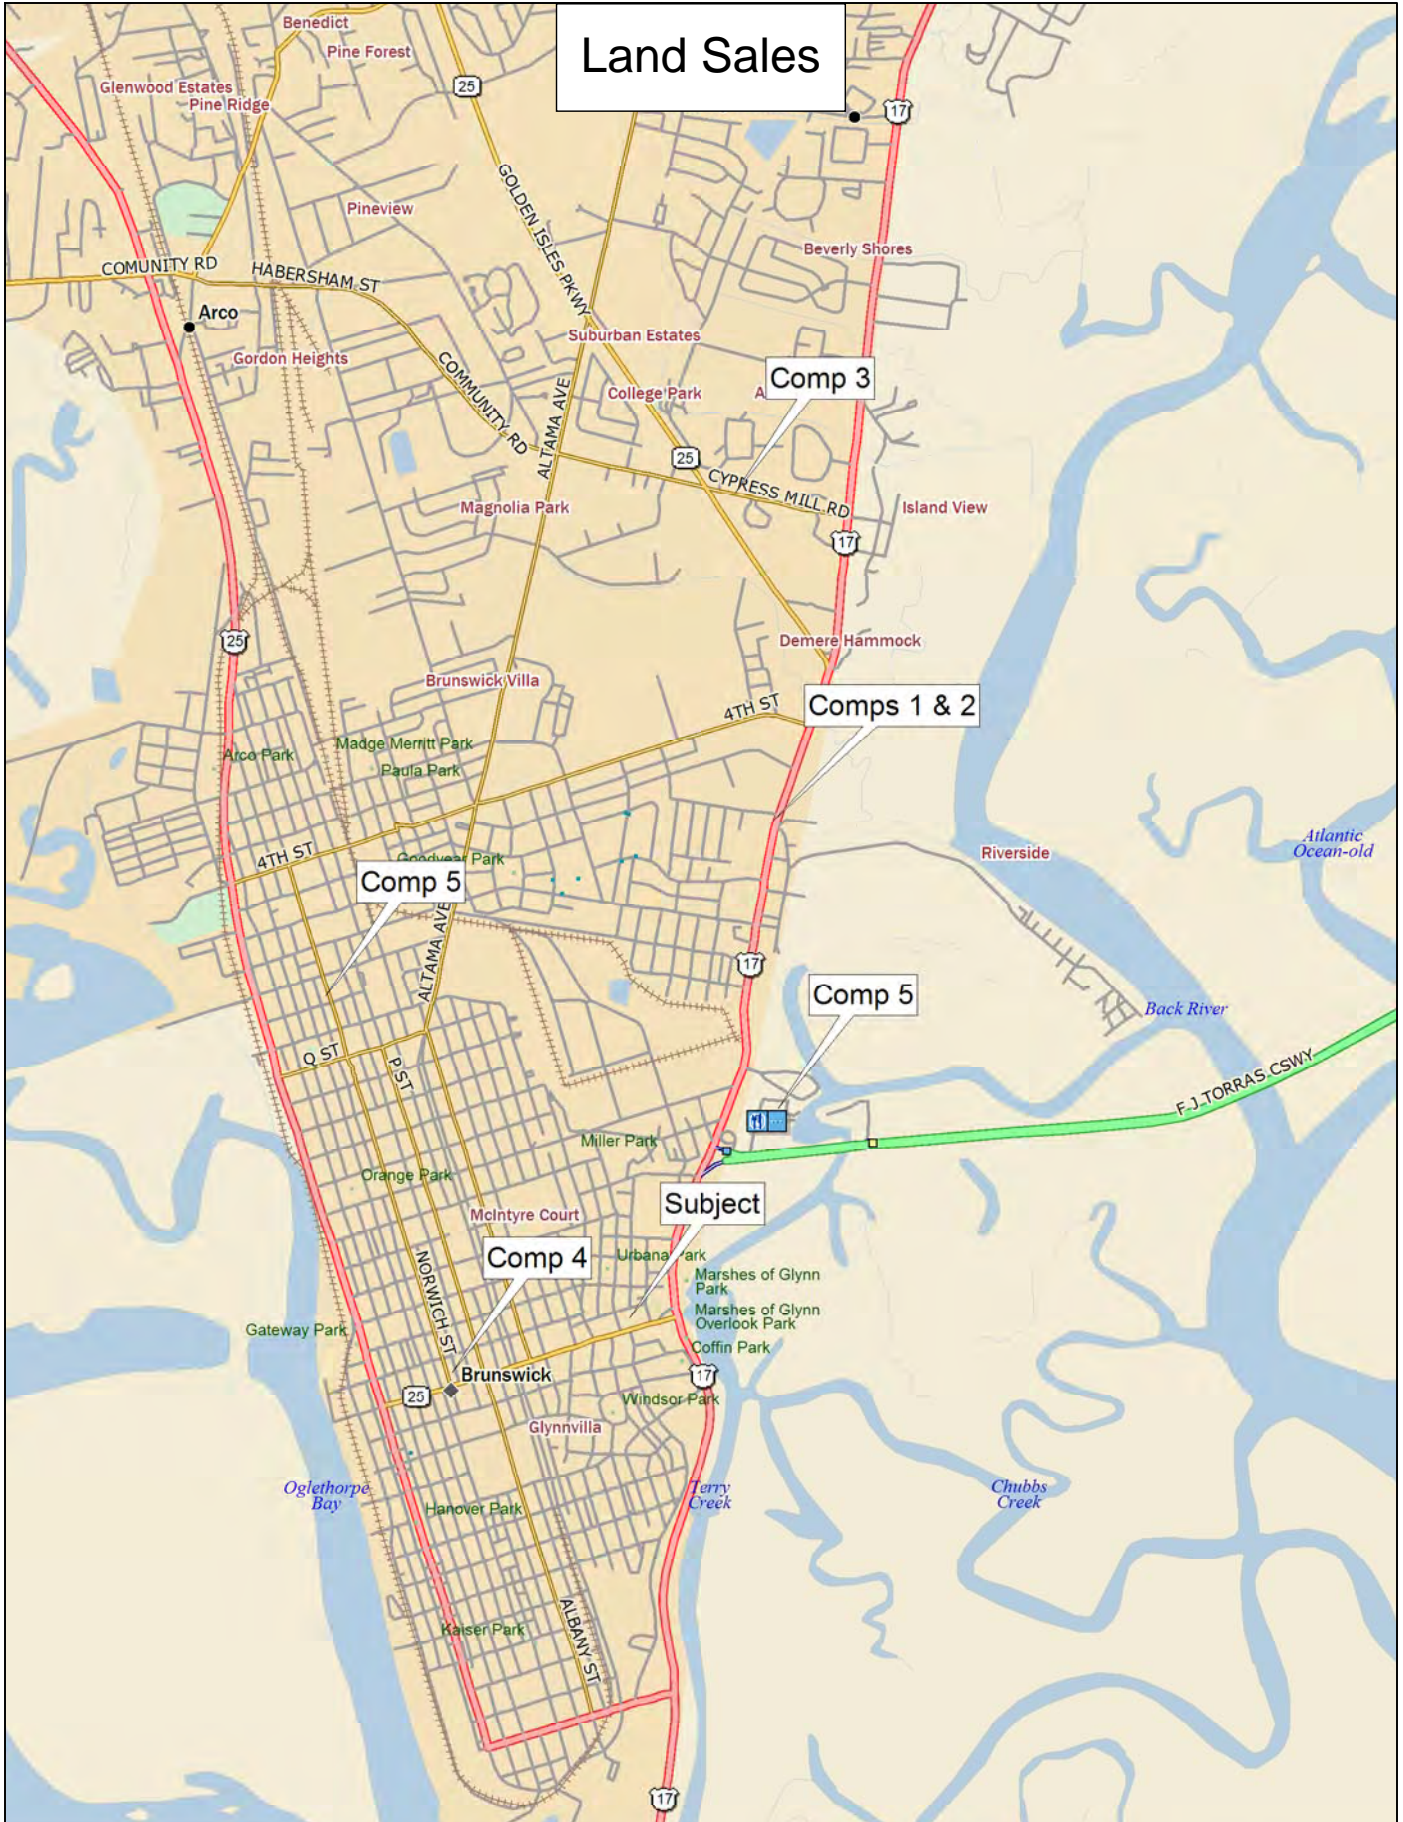 Land Sales
Benedict
Pine Forest
Glenwood Estates
Pine Ridge
25
17
GOLDEN ISLES PKWY
Pineview
Beverly Shores
COMUNITY RD
HABERSHAM ST
Arco
Suburban Estates
Gordon Heights
COMMUNITY RD
ALTAMA AVE
College Park
A
Comp 3
25
CYPRESS MILL RD
Magnolia Park
Island View
17
25
Demere Hammock
Brunswick Villa
4TH ST
Comps 1 & 2
Arco Park
Madge Merritt Park
Paula Park
4TH ST
Goodyear Park
Riverside
Atlantic
Ocean-old
Comp 5
ALTAMA AVE
17
Comp 5
Back River
Q ST
P ST
F J TORRAS CSWY
Miller Park
Orange Park
Subject
McIntyre Court
NORWICH ST
Comp 4
Urbana Park
Marshes of Glynn
Park
Marshes of Glynn
Overlook Park
Gateway Park
Coffin Park
Brunswick
17
25
Windsor Park
Glynnvilla
Oglethorpe
Bay
Terry
Creek
Chubbs
Creek
Hanover Park
ALBANY ST
Kaiser Park
17